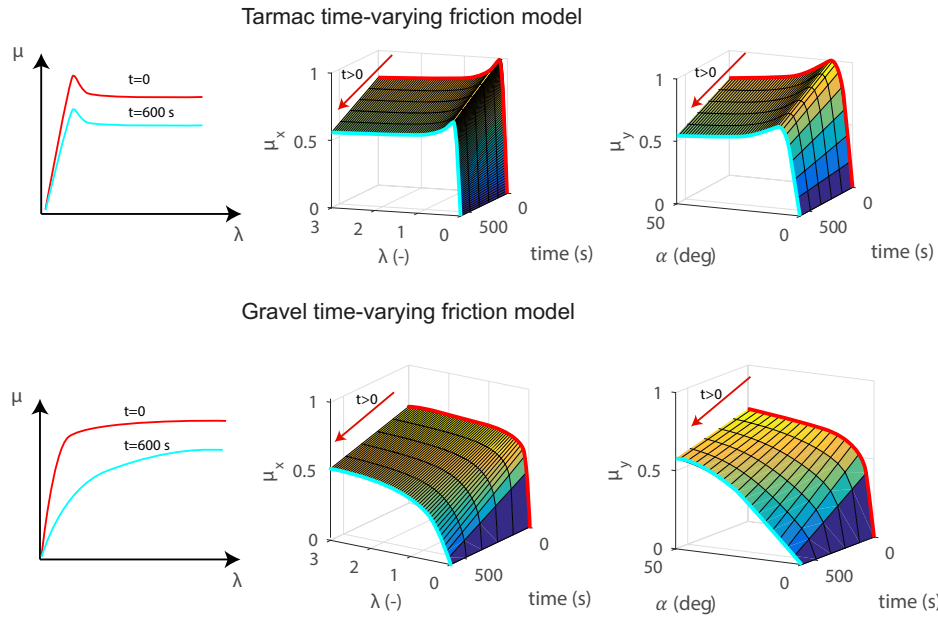 Tarmac time-varying friction model
μ
t=0
t=600 s
λ
t>0
μx
1
0.5
0
3
2
1
0
500
0
λ (-)
time (s)
t>0
μy
1
0.5
0
50
0
500
0
α (deg)
time (s)
Gravel time-varying friction model
μ
t=0
t=600 s
λ
t>0
μx
1
0.5
0
3
2
1
0
500
0
λ (-)
time (s)
t>0
μy
1
0.5
0
50
0
500
0
α (deg)
time (s)